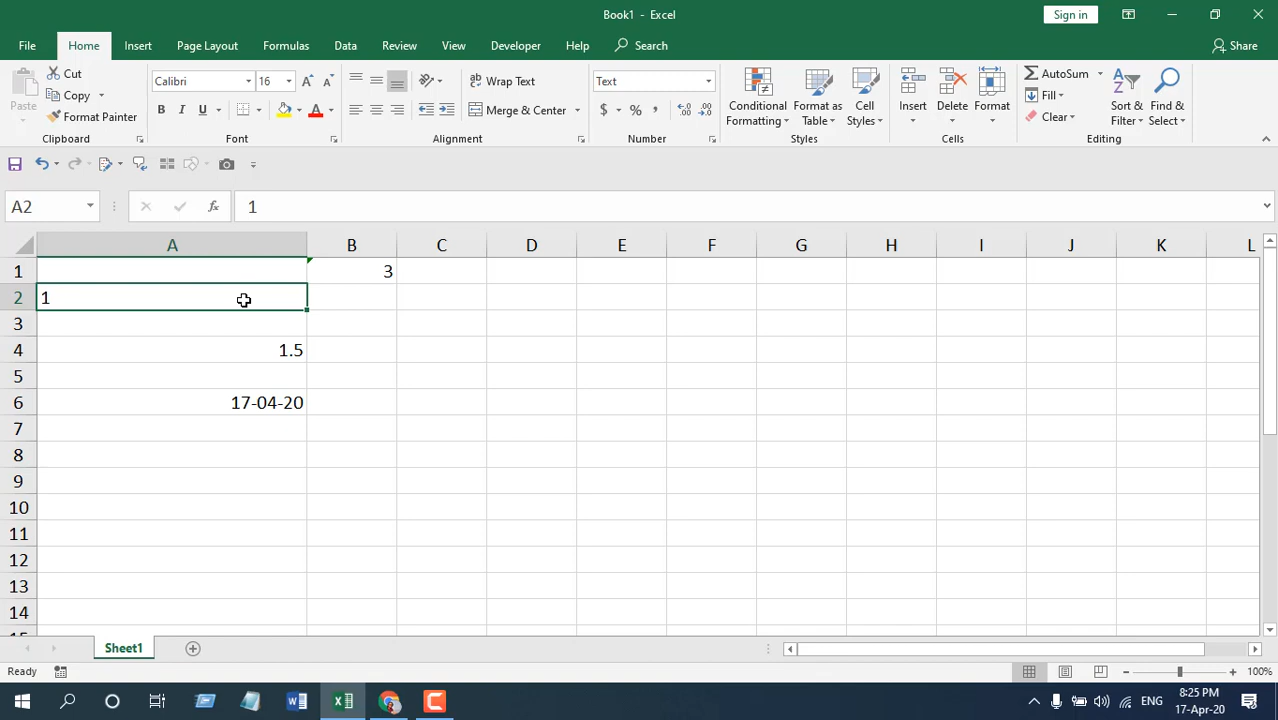 Book1 - Excel
Sign in
File Home Insert Page Layout Formulas Data Review View Developer Help Search Share
Paste
Cut
Copy
Format Painter
Clipboard
Calibri 16 A A
B I U A
Font
ab
Wrap Text
Merge & Center
Alignment
Text
$ % ,
.00
Number
Conditional Formatting
Format as Table
Cell Styles
Styles
Insert Delete Format
Cells
AutoSum
Fill
Clear
Sort & Filter
Find & Select
Editing
A2 fx 1
A B C D E F G H I J K L
1 3
2 1
3
4 1.5
5
6 17-04-20
7
8
9
10
11
12
13
14
15
Sheet1
Ready 100%
ENG 8:25 PM
17-Apr-20